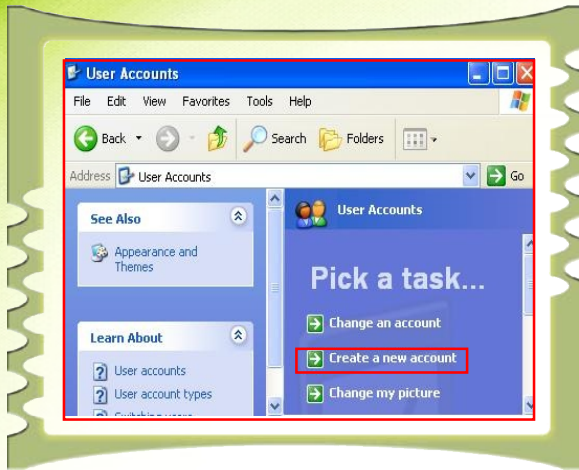 User Accounts
File Edit View Favorites Tools Help
Back Search Folders
Address User Accounts Go
See Also
Appearance and
Themes
Learn About
User accounts
User account types
Switching users
User Accounts
Pick a task...
Change an account
Create a new account
Change my picture